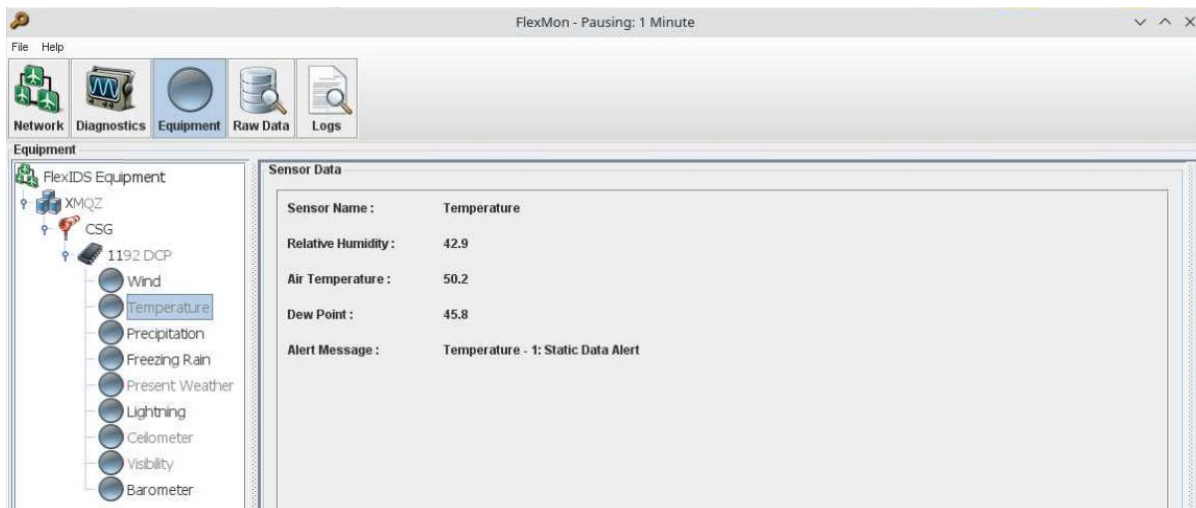 FlexMon - Pausing: 1 Minute
File Help
Network Diagnostics Equipment Raw Data Logs
Equipment
FlexIDS Equipment
XMQZ
CSG
1192 DCP
Wind
Temperature
Precipitation
Freezing Rain
Present Weather
Lightning
Ceilometer
Visibility
Barometer
Sensor Data
Sensor Name : Temperature
Relative Humidity : 42.9
Air Temperature : 50.2
Dew Point : 45.8
Alert Message : Temperature - 1: Static Data Alert